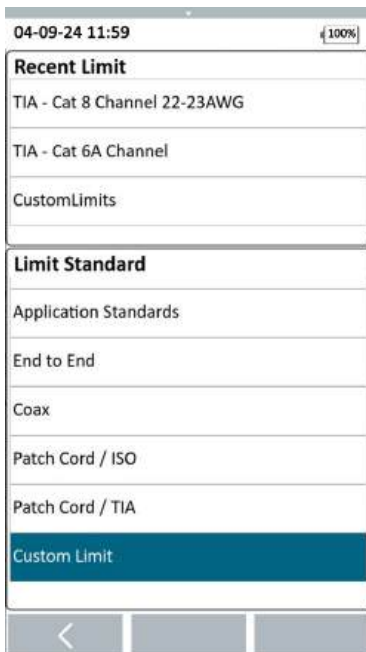 04-09-24 11:59 100%
Recent Limit
TIA - Cat 8 Channel 22-23AWG
TIA - Cat 6A Channel
CustomLimits
Limit Standard
Application Standards
End to End
Coax
Patch Cord / ISO
Patch Cord / TIA
Custom Limit